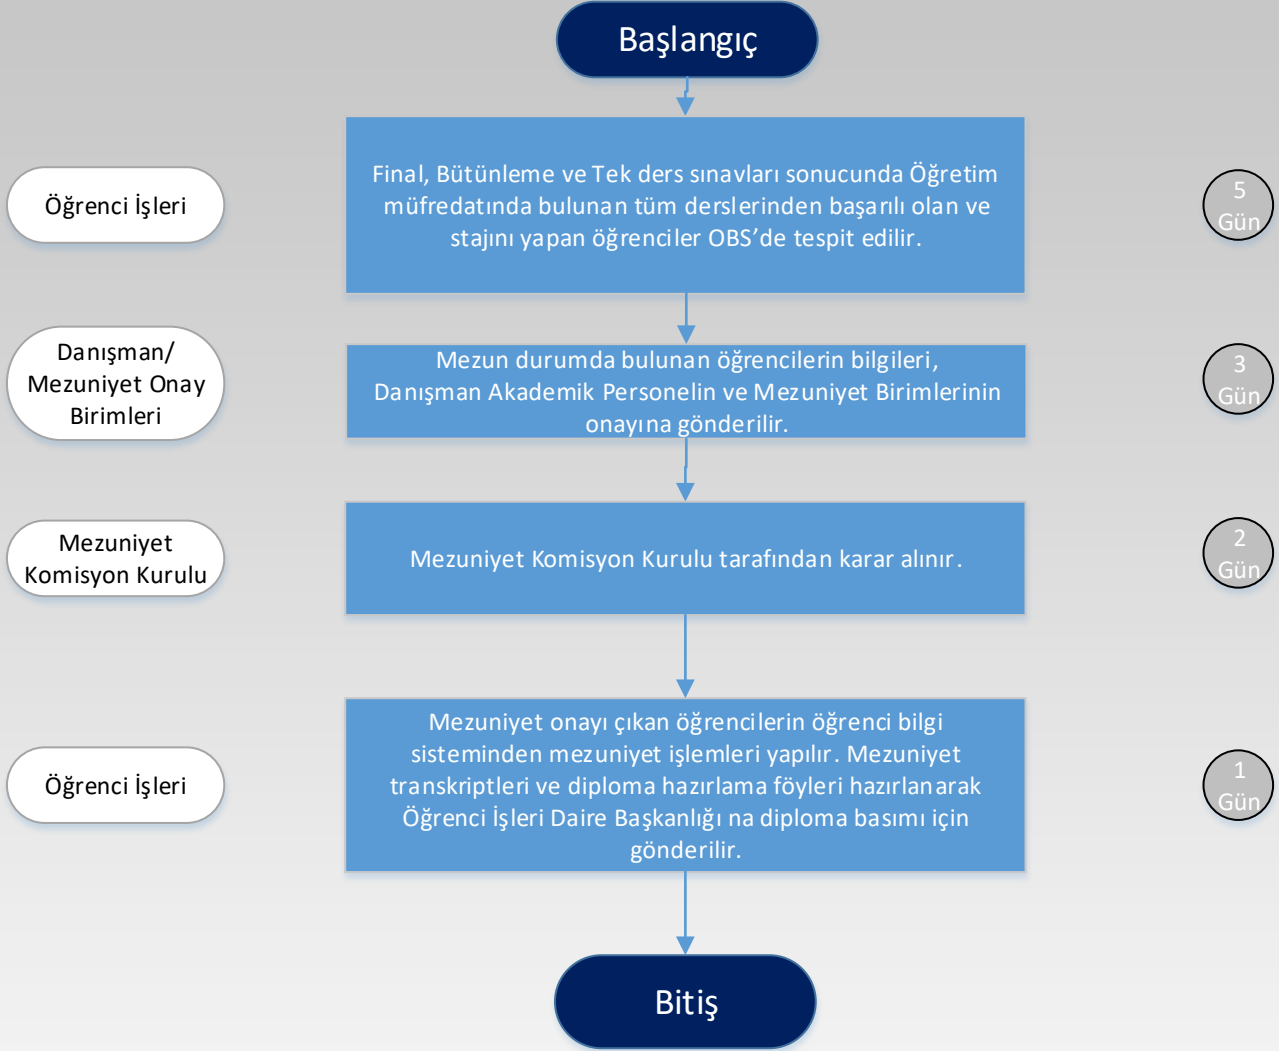 Başlangıç
Öğrenci İşleri
Final, Bütünleme ve Tek ders sınavları sonucunda Öğretim
müfredatında bulunan tüm derslerinden başarılı olan ve
stajını yapan öğrenciler OBS’de tespit edilir.
5
Gün
Danışman/
Mezuniyet Onay
Birimleri
Mezun durumda bulunan öğrencilerin bilgileri,
Danışman Akademik Personelin ve Mezuniyet Birimlerinin
onayına gönderilir.
3
Gün
Mezuniyet
Komisyon Kurulu
Mezuniyet Komisyon Kurulu tarafından karar alınır.
2
Gün
Öğrenci İşleri
Mezuniyet onayı çıkan öğrencilerin öğrenci bilgi
sisteminden mezuniyet işlemleri yapılır. Mezuniyet
transkriptleri ve diploma hazırlama föyleri hazırlanarak
Öğrenci İşleri Daire Başkanlığı na diploma basımı için
gönderilir.
1
Gün
Bitiş